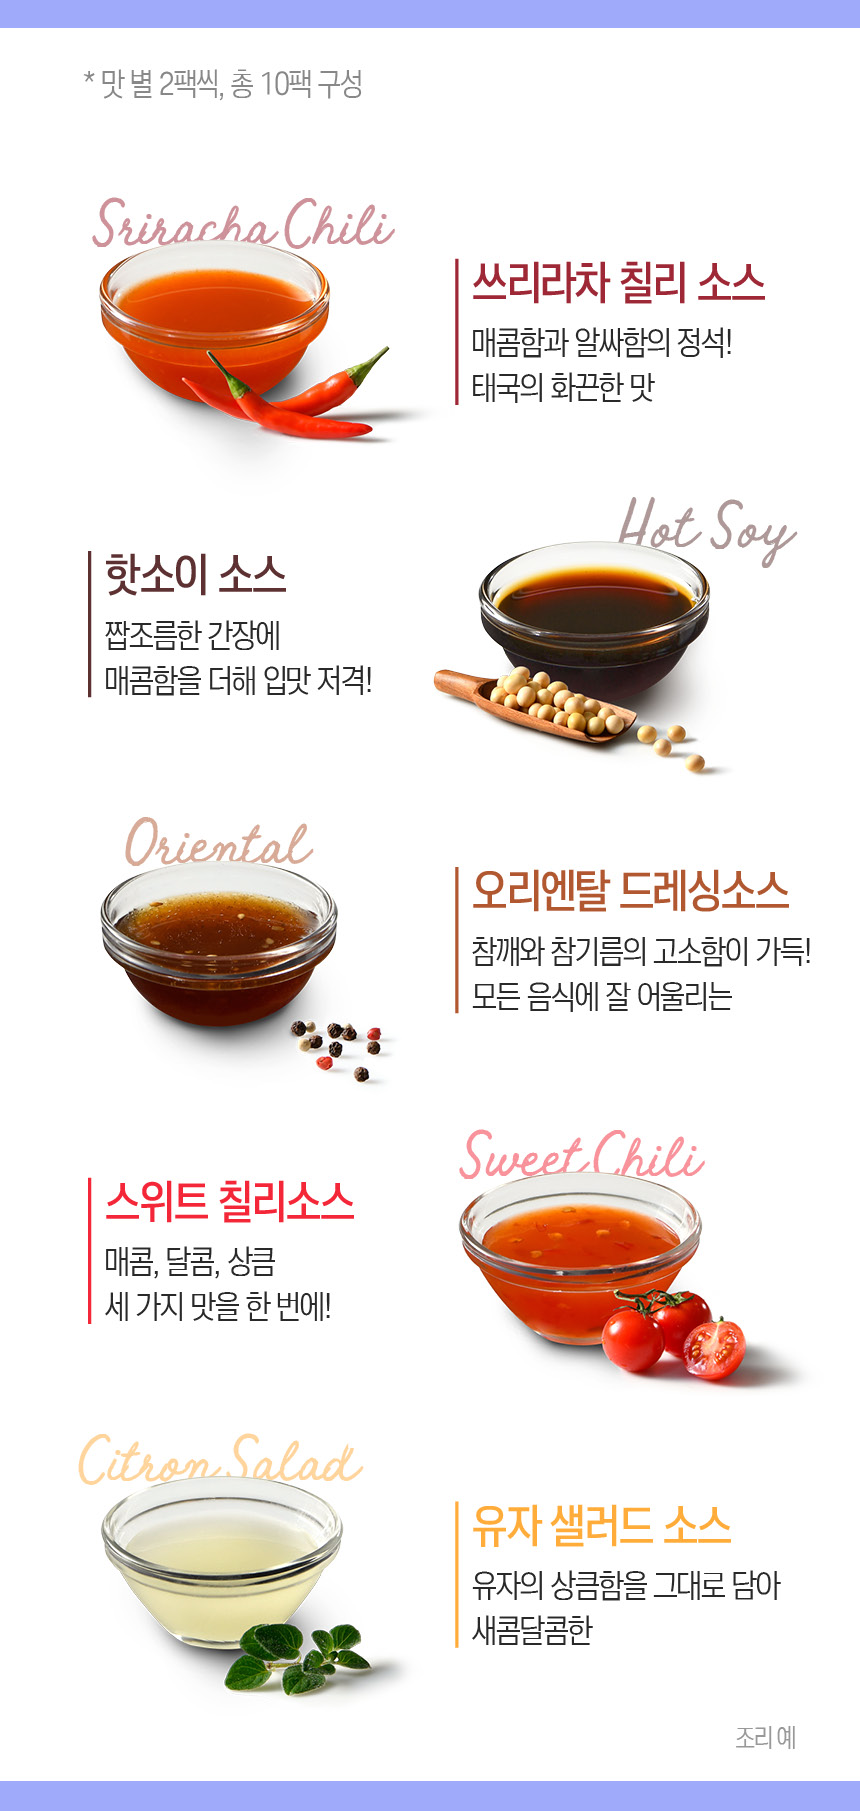 * 맛 별 2팩씩, 총 10팩 구성
Sriracha Chili
쓰리라차 칠리 소스
매콤함과 알싸함의 정석!
태국의 화끈한 맛
Hot Soy
핫소이 소스
짭조름한 간장에
매콤함을 더해 입맛 저격!
Oriental
오리엔탈 드레싱소스
참깨와 참기름의 고소함이 가득!
모든 음식에 잘 어울리는
Sweet Chili
스위트 칠리소스
매콤, 달콤, 상큼
세 가지 맛을 한 번에!
Citron Salad
유자 샐러드 소스
유자의 상큼함을 그대로 담아
새콤달콤한
조리 예